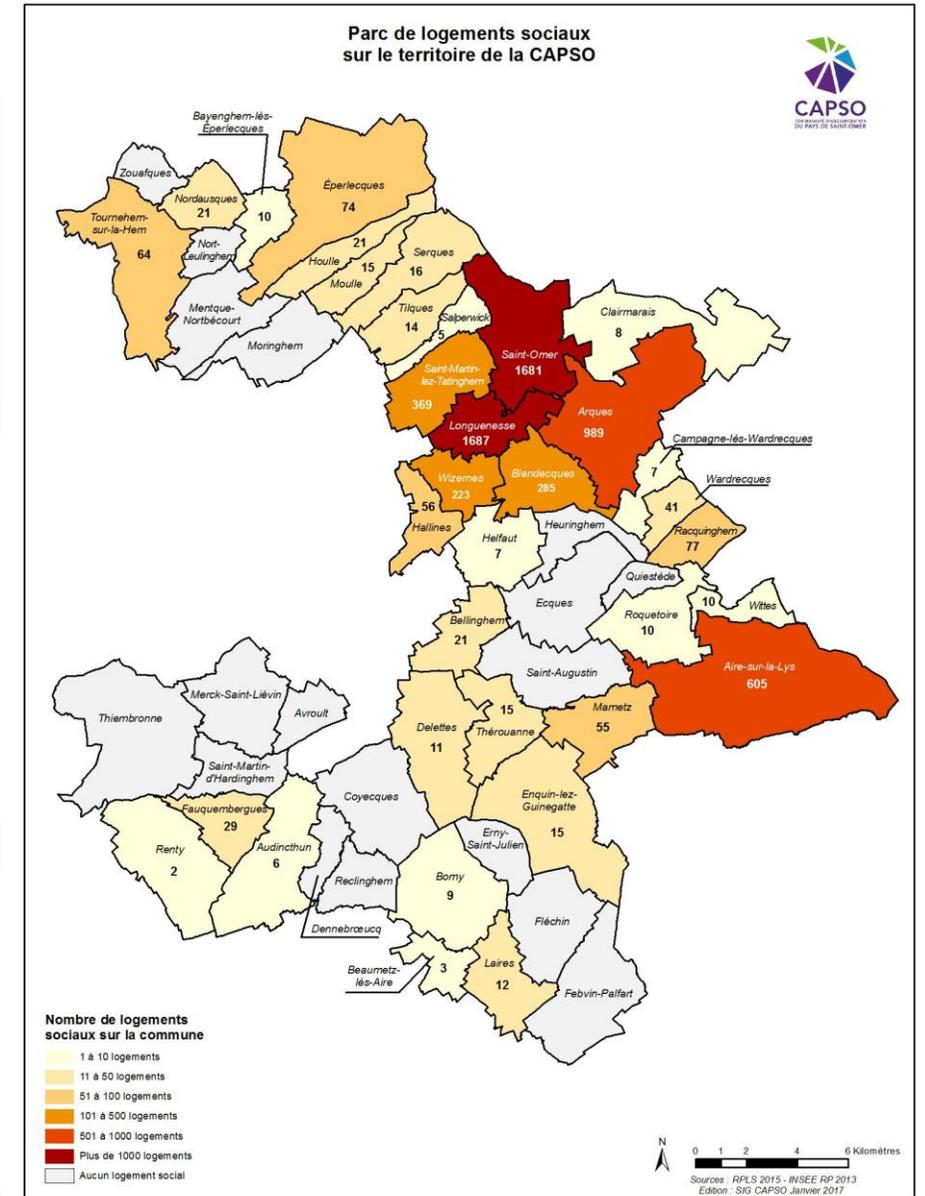 Parc de logements sociaux
sur le territoire de la CAPSO
CAPSO
COMMUNAUTÉ D'AGGLOMÉRATION
DU PAYS DE SAINT-OMER
Bayenghem-lès-
Éperlecques
Zouafques
Éperlecques
74
Nordausques
21
10
Tournehem-
sur-la-Hem
64
Nort-
Leulinghem
21
Houlle
15
Moulle
Serques
16
Mentque-
Nortbécourt
Moringhem
Tilques
14
Salperwick
5
Clairmarais
8
Saint-Omer
1681
Saint-Martin-
lez-Tatinghem
369
Arques
989
Longuenesse
1687
Campagne-lès-Wardrecques
7
Wardrecques
41
Wizernes
223
Blendecques
285
56
Hallines
Racquinghem
77
Helfaut
7
Heuringhem
Quiestède
Ecques
10
Wittes
Roquetoire
10
Bellinghem
21
Saint-Augustin
Aire-sur-la-Lys
605
Merck-Saint-Liévin
Thiembronne
Avroult
Delettes
11
15
Thérouanne
Mametz
55
Saint-Martin-
d'Hardinghem
Coyecques
Enquin-lez-
Guinegatte
15
Fauquembergues
29
Renty
2
Audincthun
6
Erny-
Saint-Julien
Reclinghem
Bomy
9
Dennebrœucq
Fléchin
Beaumetz-
lès-Aire
3
Laires
12
Febvin-Palfart
Nombre de logements
sociaux sur la commune
1 à 10 logements
11 à 50 logements
51 à 100 logements
101 à 500 logements
501 à 1000 logements
Plus de 1000 logements
Aucun logement social
N
0 1 2 4 6 Kilomètres
Sources : RPLS 2015 - INSEE RP 2013
Edition : SIG CAPSO Janvier 2017